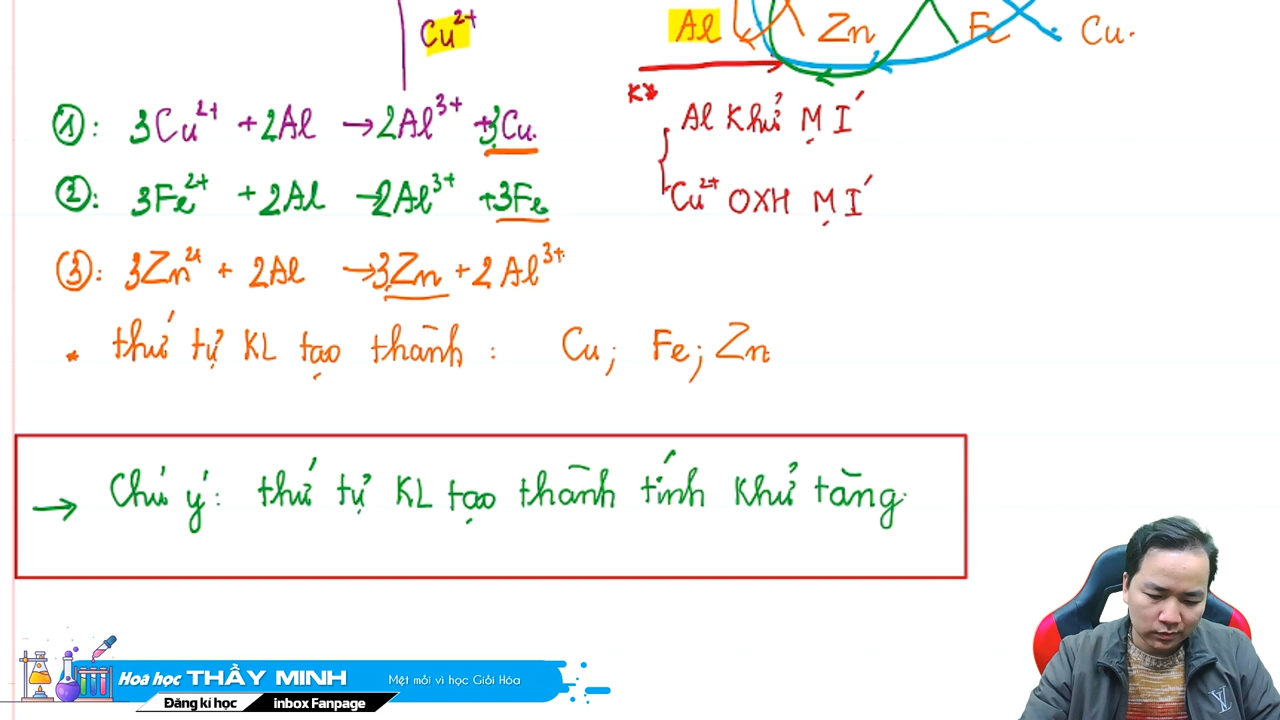 Cu²⁺
Al Zn Fe Cu.
K*
①: 3Cu²⁺ + 2Al → 2Al³⁺ + 3Cu.
Al Khử MỊ'
②: 3Fe²⁺ + 2Al → 2Al³⁺ + 3Fe
Cu²⁺ OXH MỊ'
③: 3Zn²⁺ + 2Al → 3Zn + 2Al³⁺
* thứ tự KL tạo thành : Cu; Fe; Zn
→ Chú ý: thứ tự KL tạo thành tính khử tăng.
Hoá học THẦY MINH
Mệt mỏi vì học Giỏi Hóa
Đăng kí học inbox Fanpage